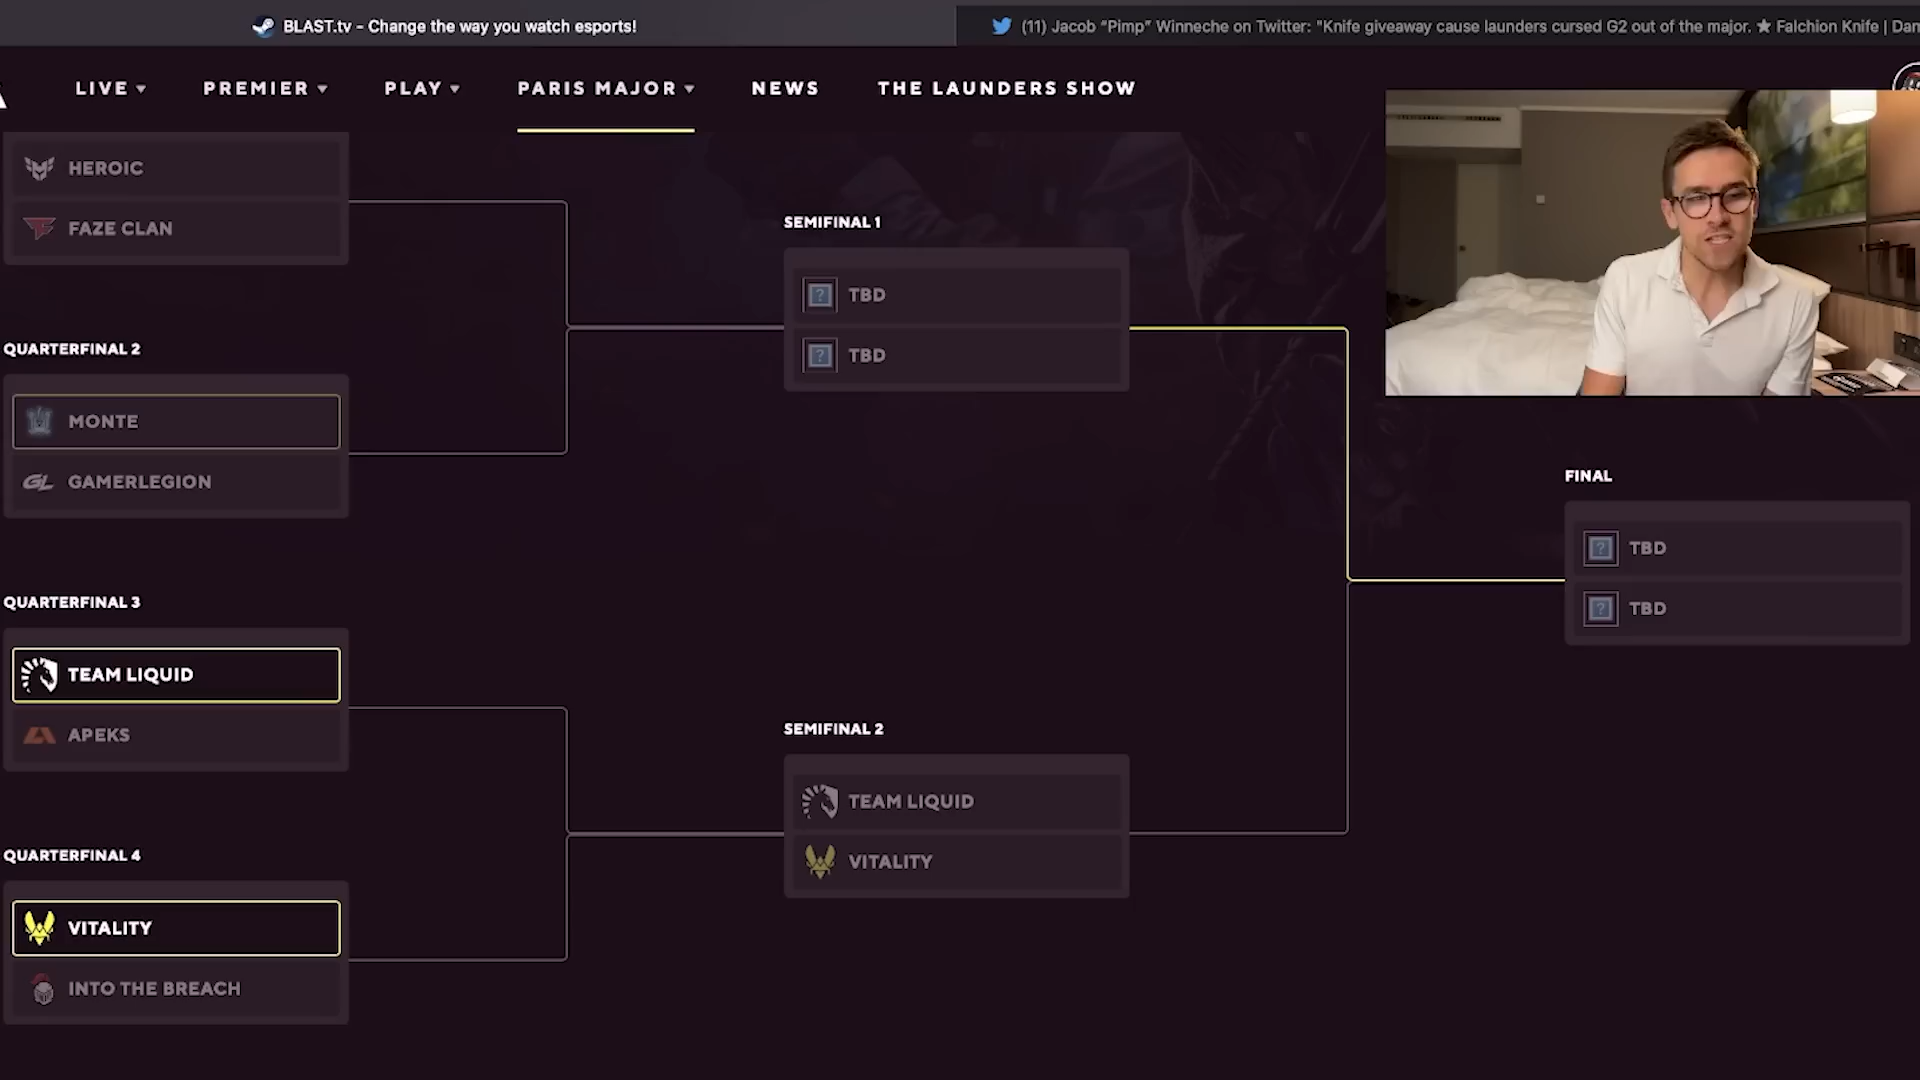 BLAST.tv - Change the way you watch esports!
(11) Jacob “Pimp” Winneche on Twitter: "Knife giveaway cause launders cursed G2 out of the major. ★ Falchion Knife | Dam
LIVE
PREMIER
PLAY
PARIS MAJOR
NEWS
THE LAUNDERS SHOW
HEROIC
FAZE CLAN
QUARTERFINAL 2
MONTE
GL GAMERLEGION
QUARTERFINAL 3
TEAM LIQUID
APEKS
QUARTERFINAL 4
VITALITY
INTO THE BREACH
SEMIFINAL 1
? TBD
? TBD
SEMIFINAL 2
TEAM LIQUID
VITALITY
FINAL
? TBD
? TBD